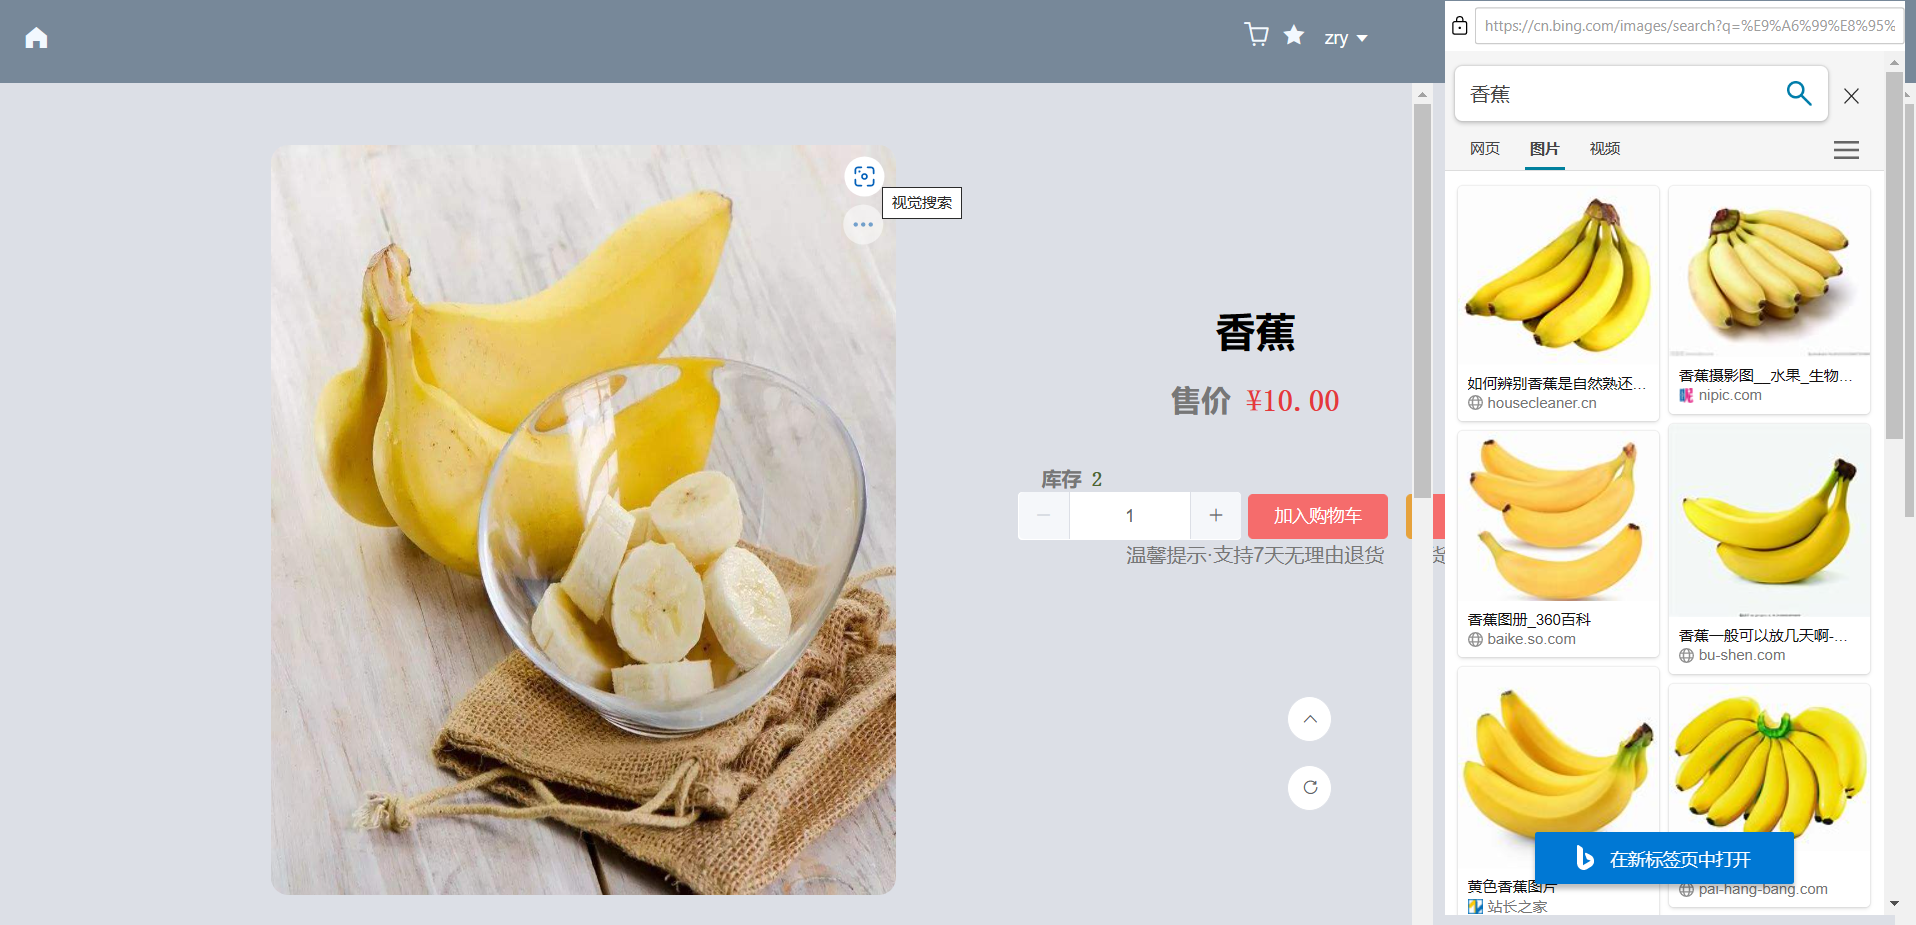 zry
视觉搜索
香蕉
售价 ¥10.00
库存 2
1
加入购物车
温馨提示·支持7天无理由退货
货
https://cn.bing.com/images/search?q=%E9%A6%99%E8%95%
香蕉
网页 图片 视频
如何辨别香蕉是自然熟还...
housecleaner.cn
香蕉摄影图__水果_生物...
nipic.com
香蕉图册_360百科
baike.so.com
香蕉一般可以放几天啊-...
bu-shen.com
黄色香蕉图片
站长之家
在新标签页中打开
pai-hang-bang.com